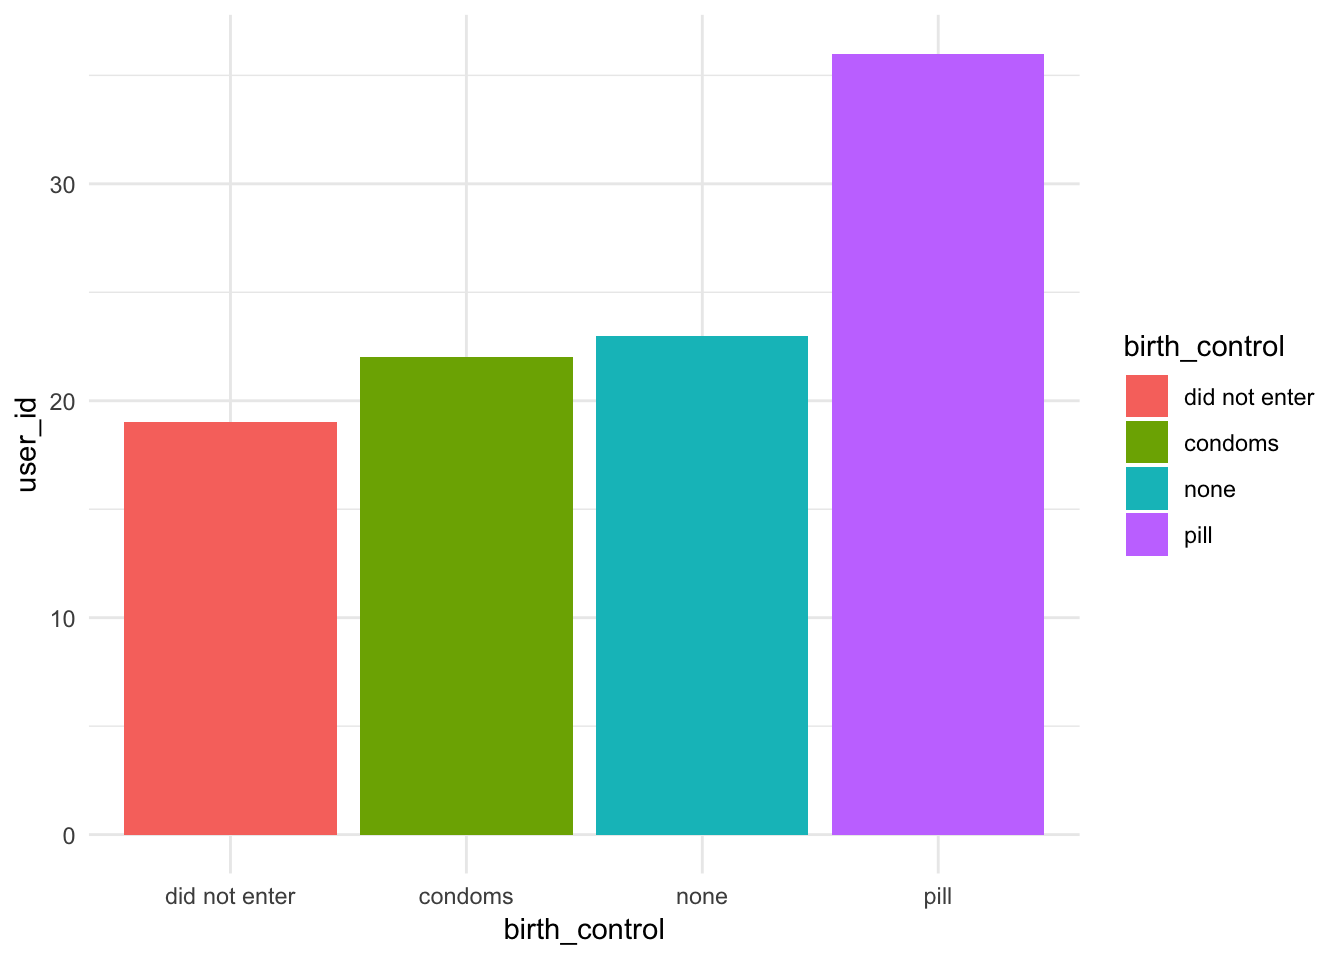 30
20
10
0
user_id
did not enter
condoms
none
pill
birth_control
birth_control
did not enter
condoms
none
pill